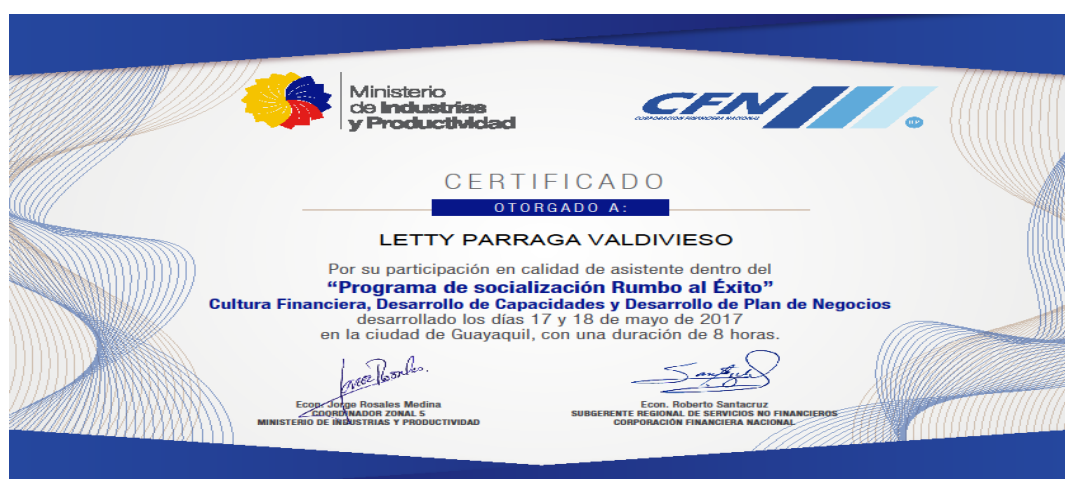 Ministerio
de Industrias
y Productividad
CFN
CORPORACIÓN FINANCIERA NACIONAL
B.P.
CERTIFICADO
OTORGADO A:
LETTY PARRAGA VALDIVIESO
Por su participación en calidad de asistente dentro del
“Programa de socialización Rumbo al Éxito”
Cultura Financiera, Desarrollo de Capacidades y Desarrollo de Plan de Negocios
desarrollado los días 17 y 18 de mayo de 2017
en la ciudad de Guayaquil, con una duración de 8 horas.
Econ. Jorge Rosales Medina
COORDINADOR ZONAL 5
MINISTERIO DE INDUSTRIAS Y PRODUCTIVIDAD
Econ. Roberto Santacruz
SUBGERENTE REGIONAL DE SERVICIOS NO FINANCIEROS
CORPORACIÓN FINANCIERA NACIONAL